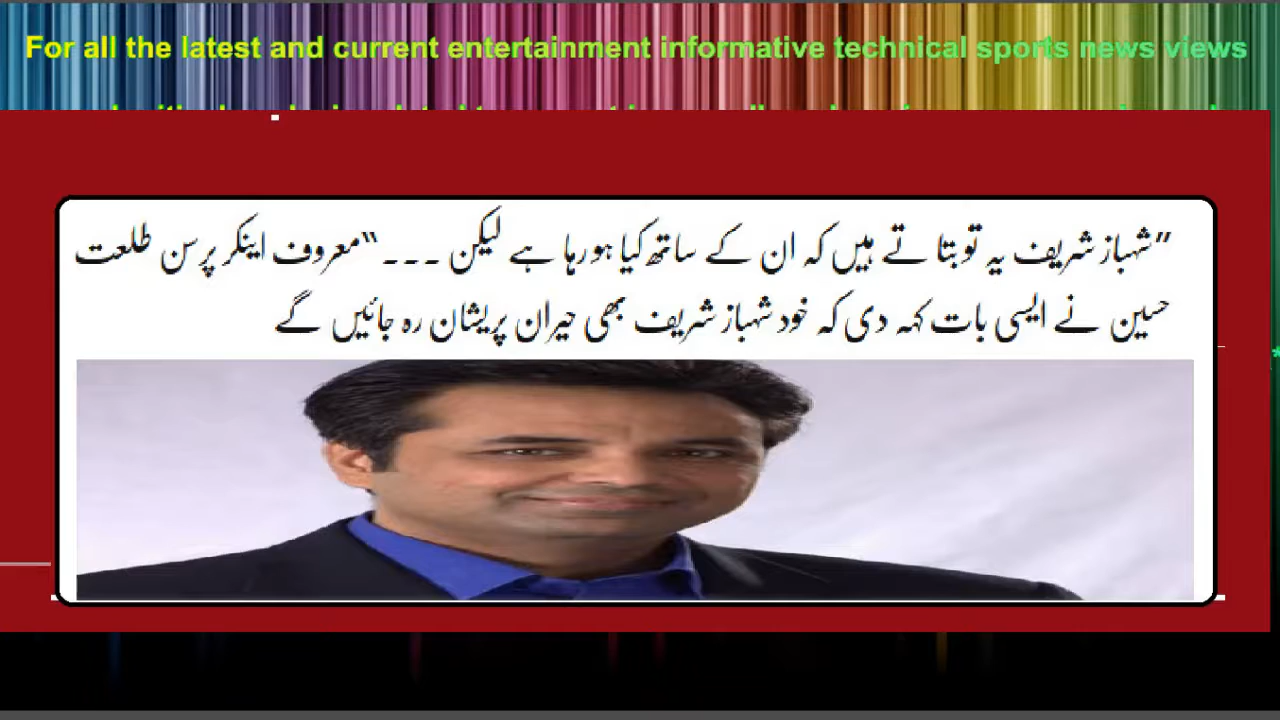 For all the latest and current entertainment informative technical sports news views
”شہباز شریف یہ تو بتاتے ہیں کہ ان کے ساتھ کیا ہو رہا ہے لیکن ۔۔۔“ معروف اینکر پرسن طلعت
حسین نے ایسی بات کہہ دی کہ خود شہباز شریف بھی حیران پریشان رہ جائیں گے